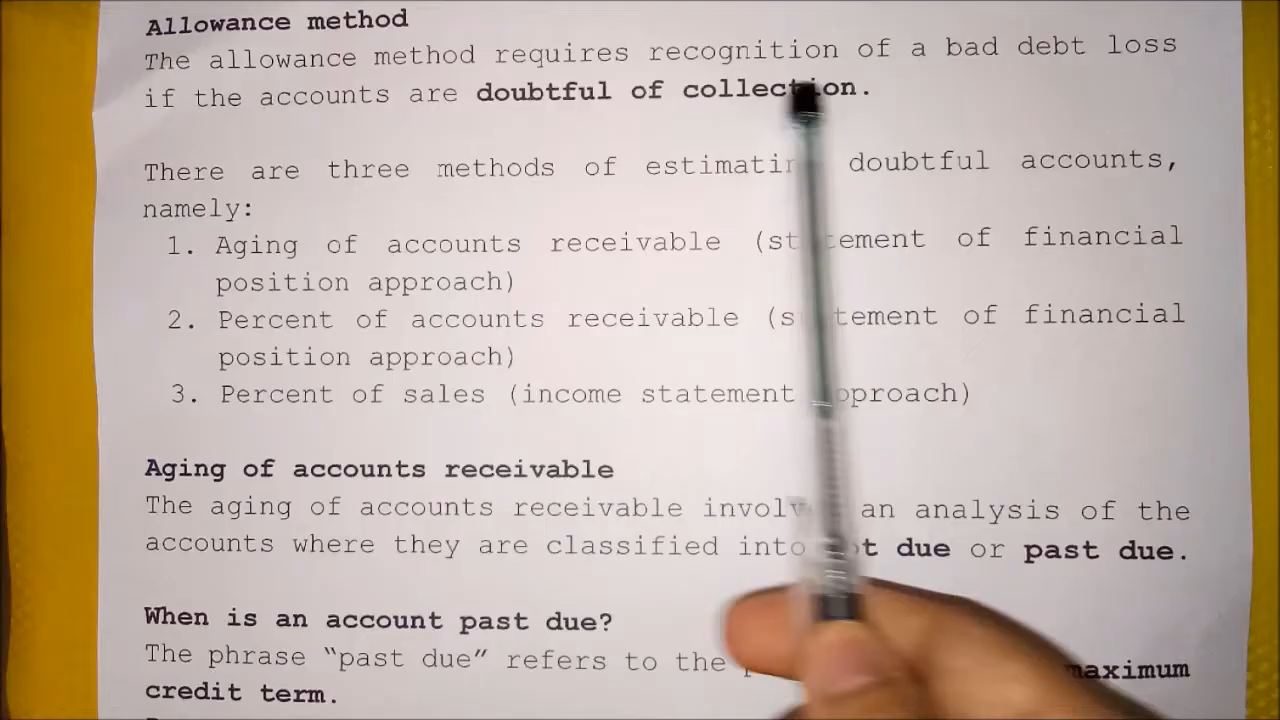 Allowance method
The allowance method requires recognition of a bad debt loss
if the accounts are doubtful of collection.
There are three methods of estimating doubtful accounts,
namely:
1. Aging of accounts receivable (statement of financial
position approach)
2. Percent of accounts receivable (statement of financial
position approach)
3. Percent of sales (income statement approach)
Aging of accounts receivable
The aging of accounts receivable involves an analysis of the
accounts where they are classified into not due or past due.
When is an account past due?
The phrase “past due” refers to the maximum
credit term.